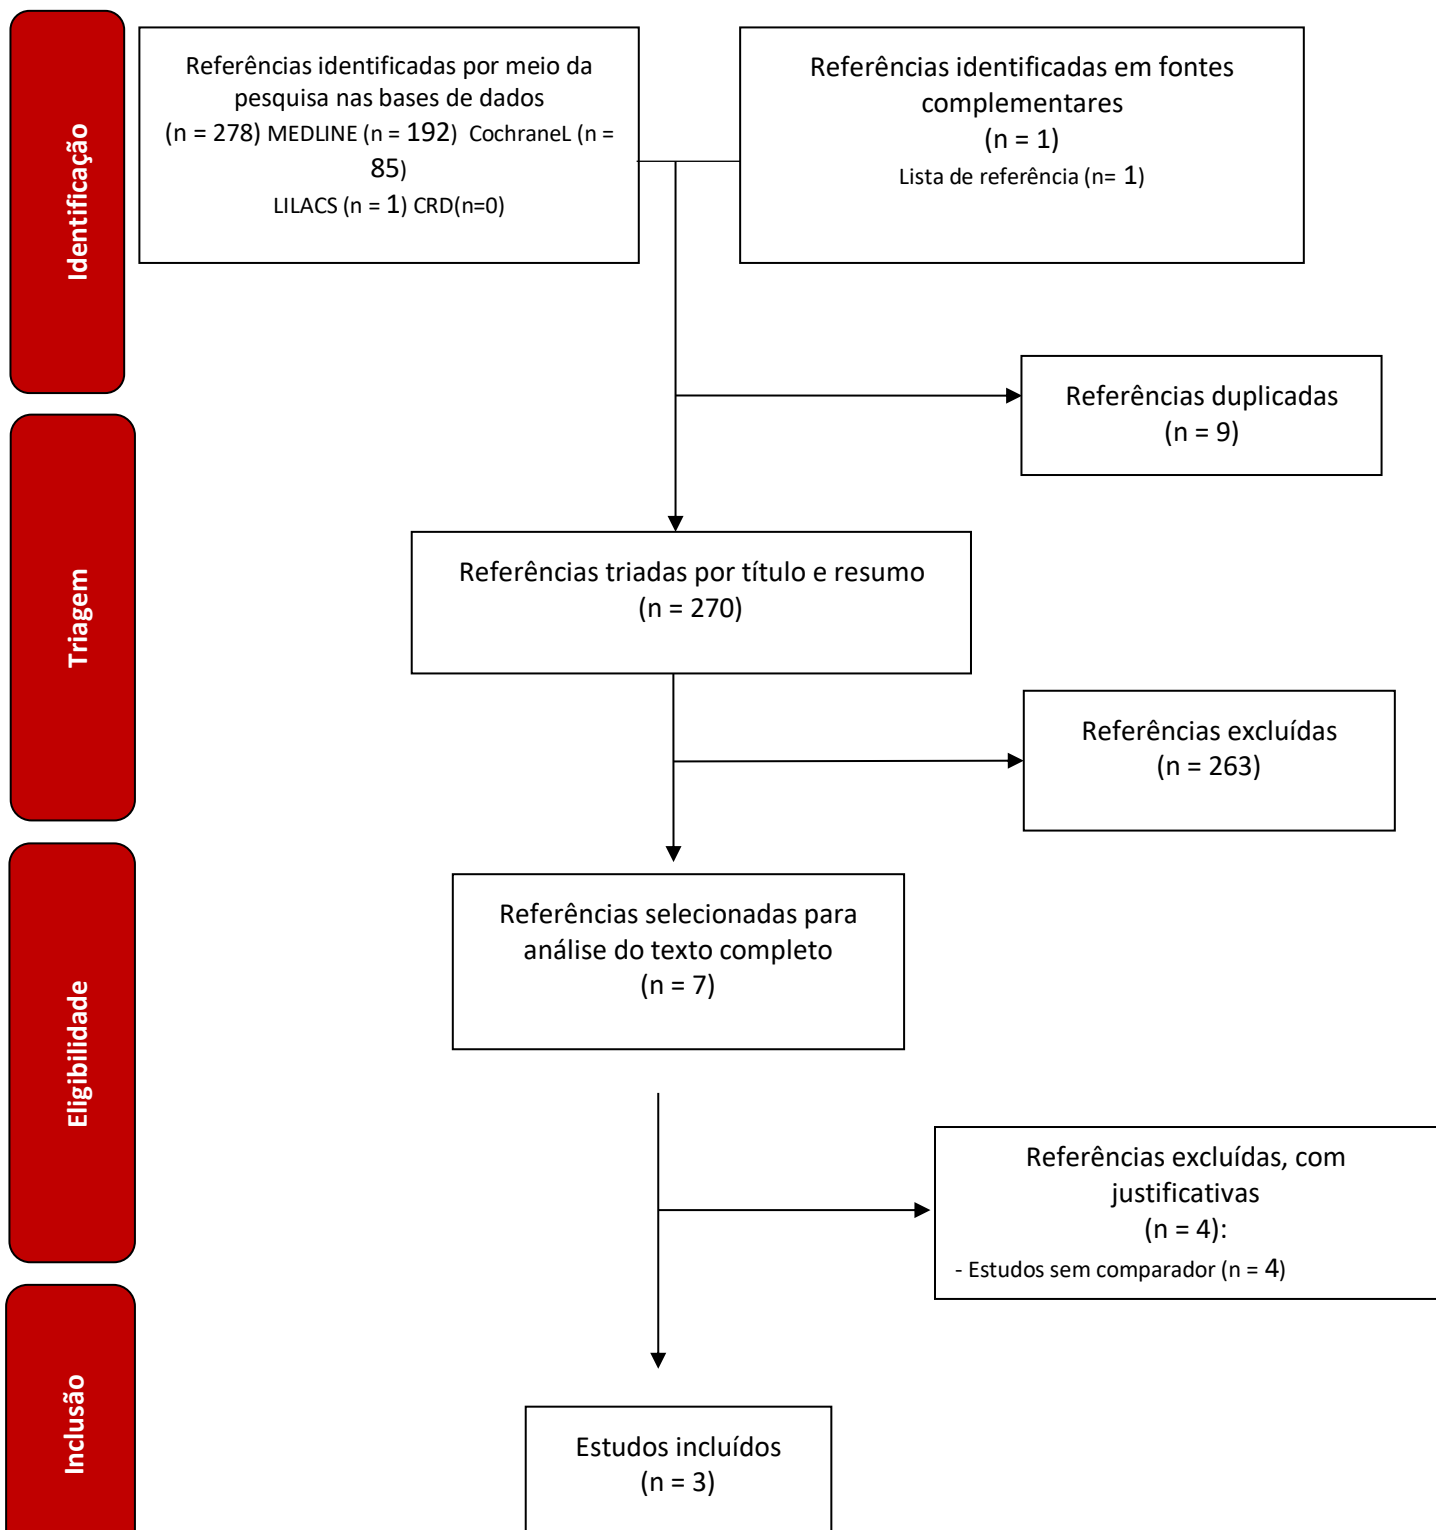 Identificação
Referências identificadas por meio da
pesquisa nas bases de dados
(n = 278) MEDLINE (n = 192) CochraneL (n =
85)
LILACS (n = 1) CRD(n=0)
Referências identificadas em fontes
complementares
(n = 1)
Lista de referência (n= 1)
Referências duplicadas
(n = 9)
Triagem
Referências triadas por título e resumo
(n = 270)
Referências excluídas
(n = 263)
Eligibilidade
Referências selecionadas para
análise do texto completo
(n = 7)
Referências excluídas, com
justificativas
(n = 4):
- Estudos sem comparador (n = 4)
Inclusão
Estudos incluídos
(n = 3)